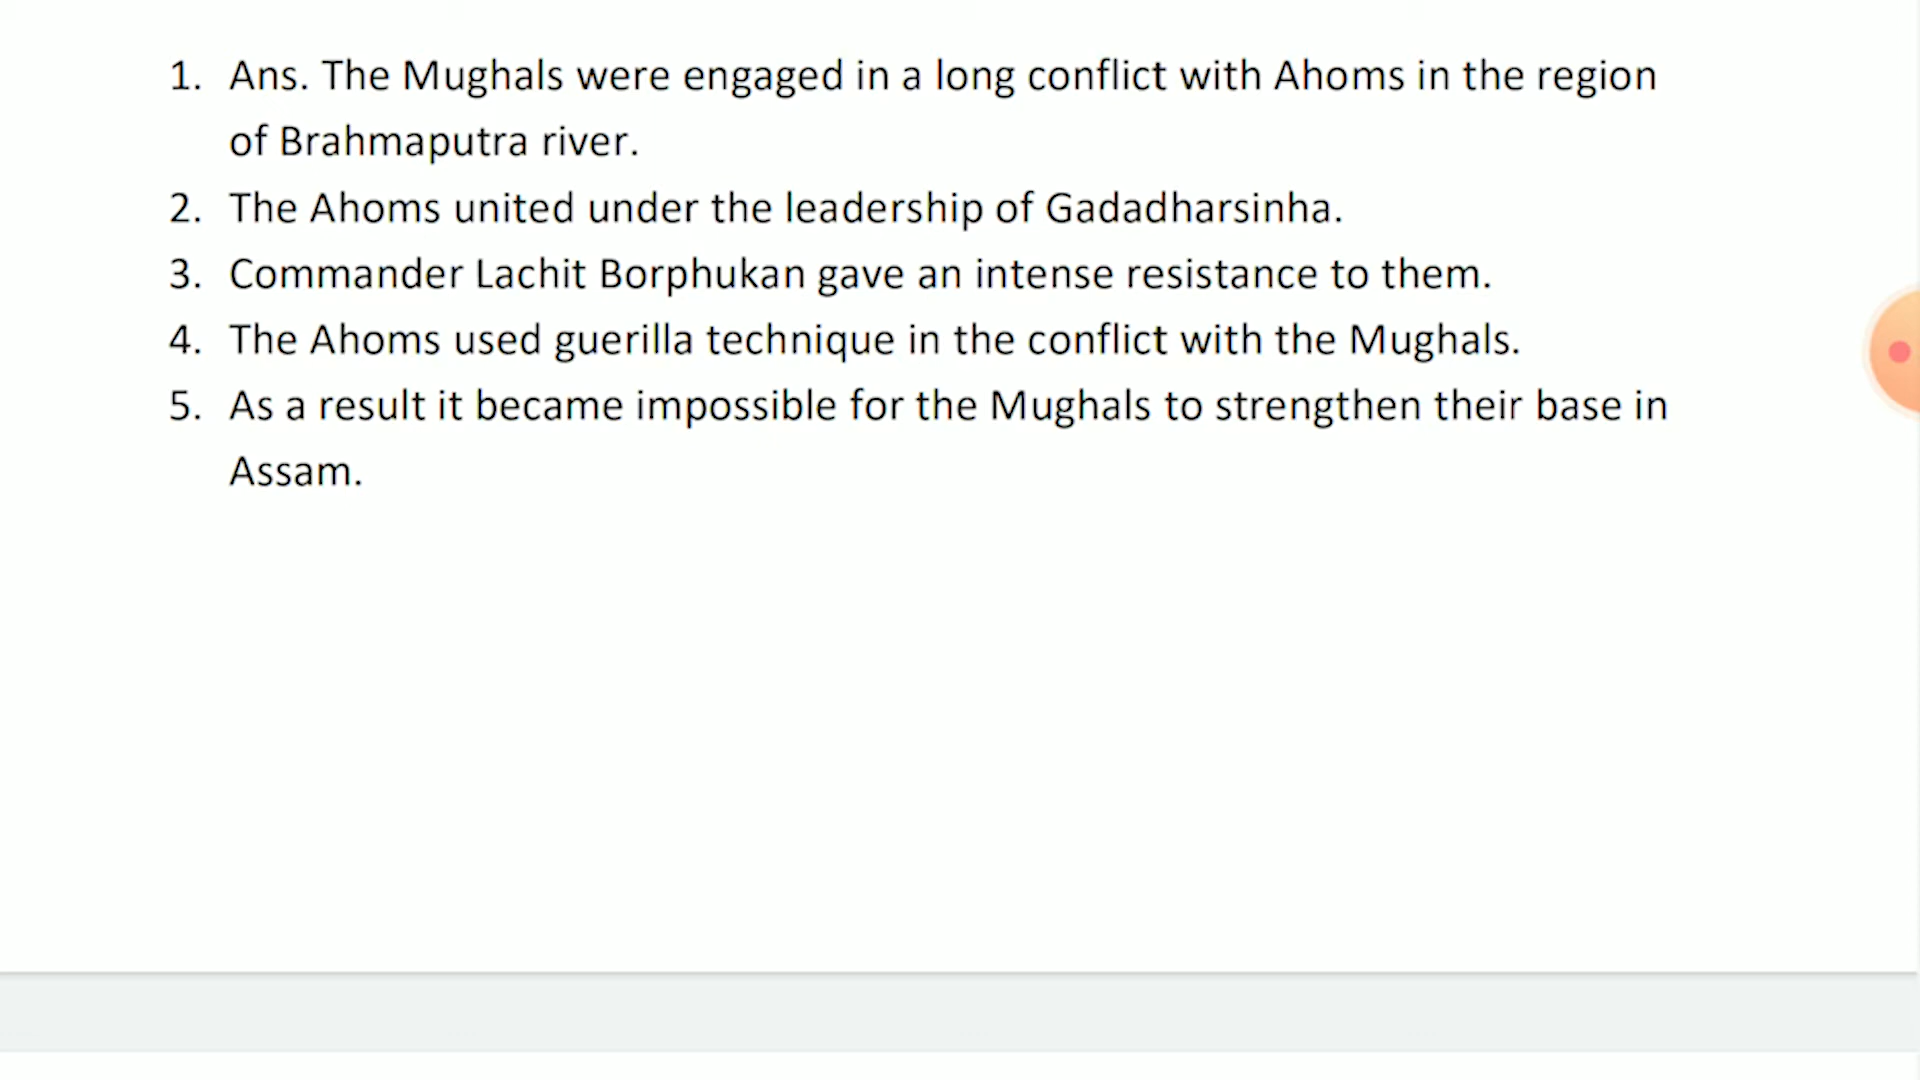 1. Ans. The Mughals were engaged in a long conflict with Ahoms in the region
of Brahmaputra river.
2. The Ahoms united under the leadership of Gadadharsinha.
3. Commander Lachit Borphukan gave an intense resistance to them.
4. The Ahoms used guerilla technique in the conflict with the Mughals.
5. As a result it became impossible for the Mughals to strengthen their base in
Assam.